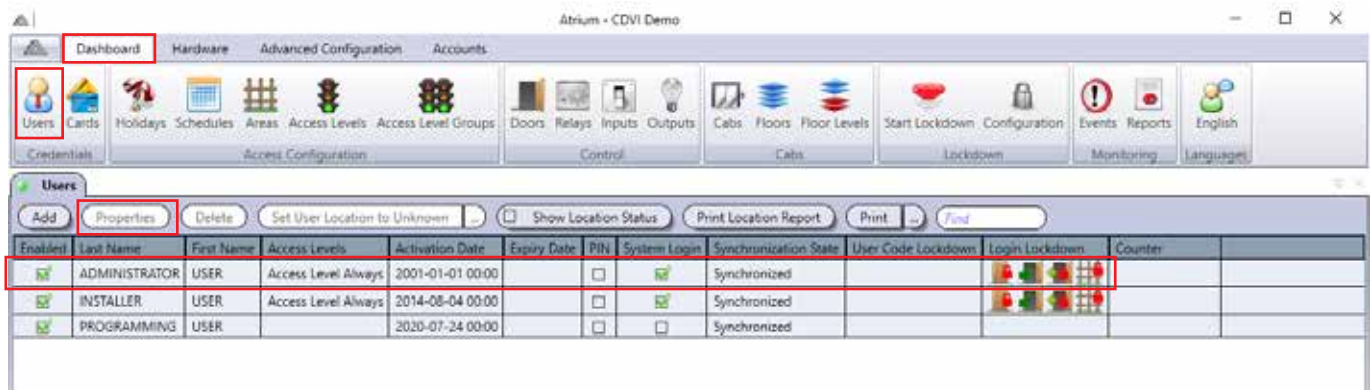 Atrium - CDVI Demo
Dashboard Hardware Advanced Configuration Accounts
Users Cards Holidays Schedules Areas Access Levels Access Level Groups Doors Relays Inputs Outputs Cabs Floors Floor Levels Start Lockdown Configuration Events Reports English
Credentials Access Configuration Control Cabs Lockdown Monitoring Languages
Users
Add Properties Delete Set User Location to Unknown ... Show Location Status Print Location Report Print ... Find
Enabled Last Name First Name Access Levels Activation Date Expiry Date PIN System Login Synchronization State User Code Lockdown Login Lockdown Counter
ADMINISTRATOR USER Access Level Always 2001-01-01 00:00 Synchronized
INSTALLER USER Access Level Always 2014-08-04 00:00 Synchronized
PROGRAMMING USER 2020-07-24 00:00 Synchronized